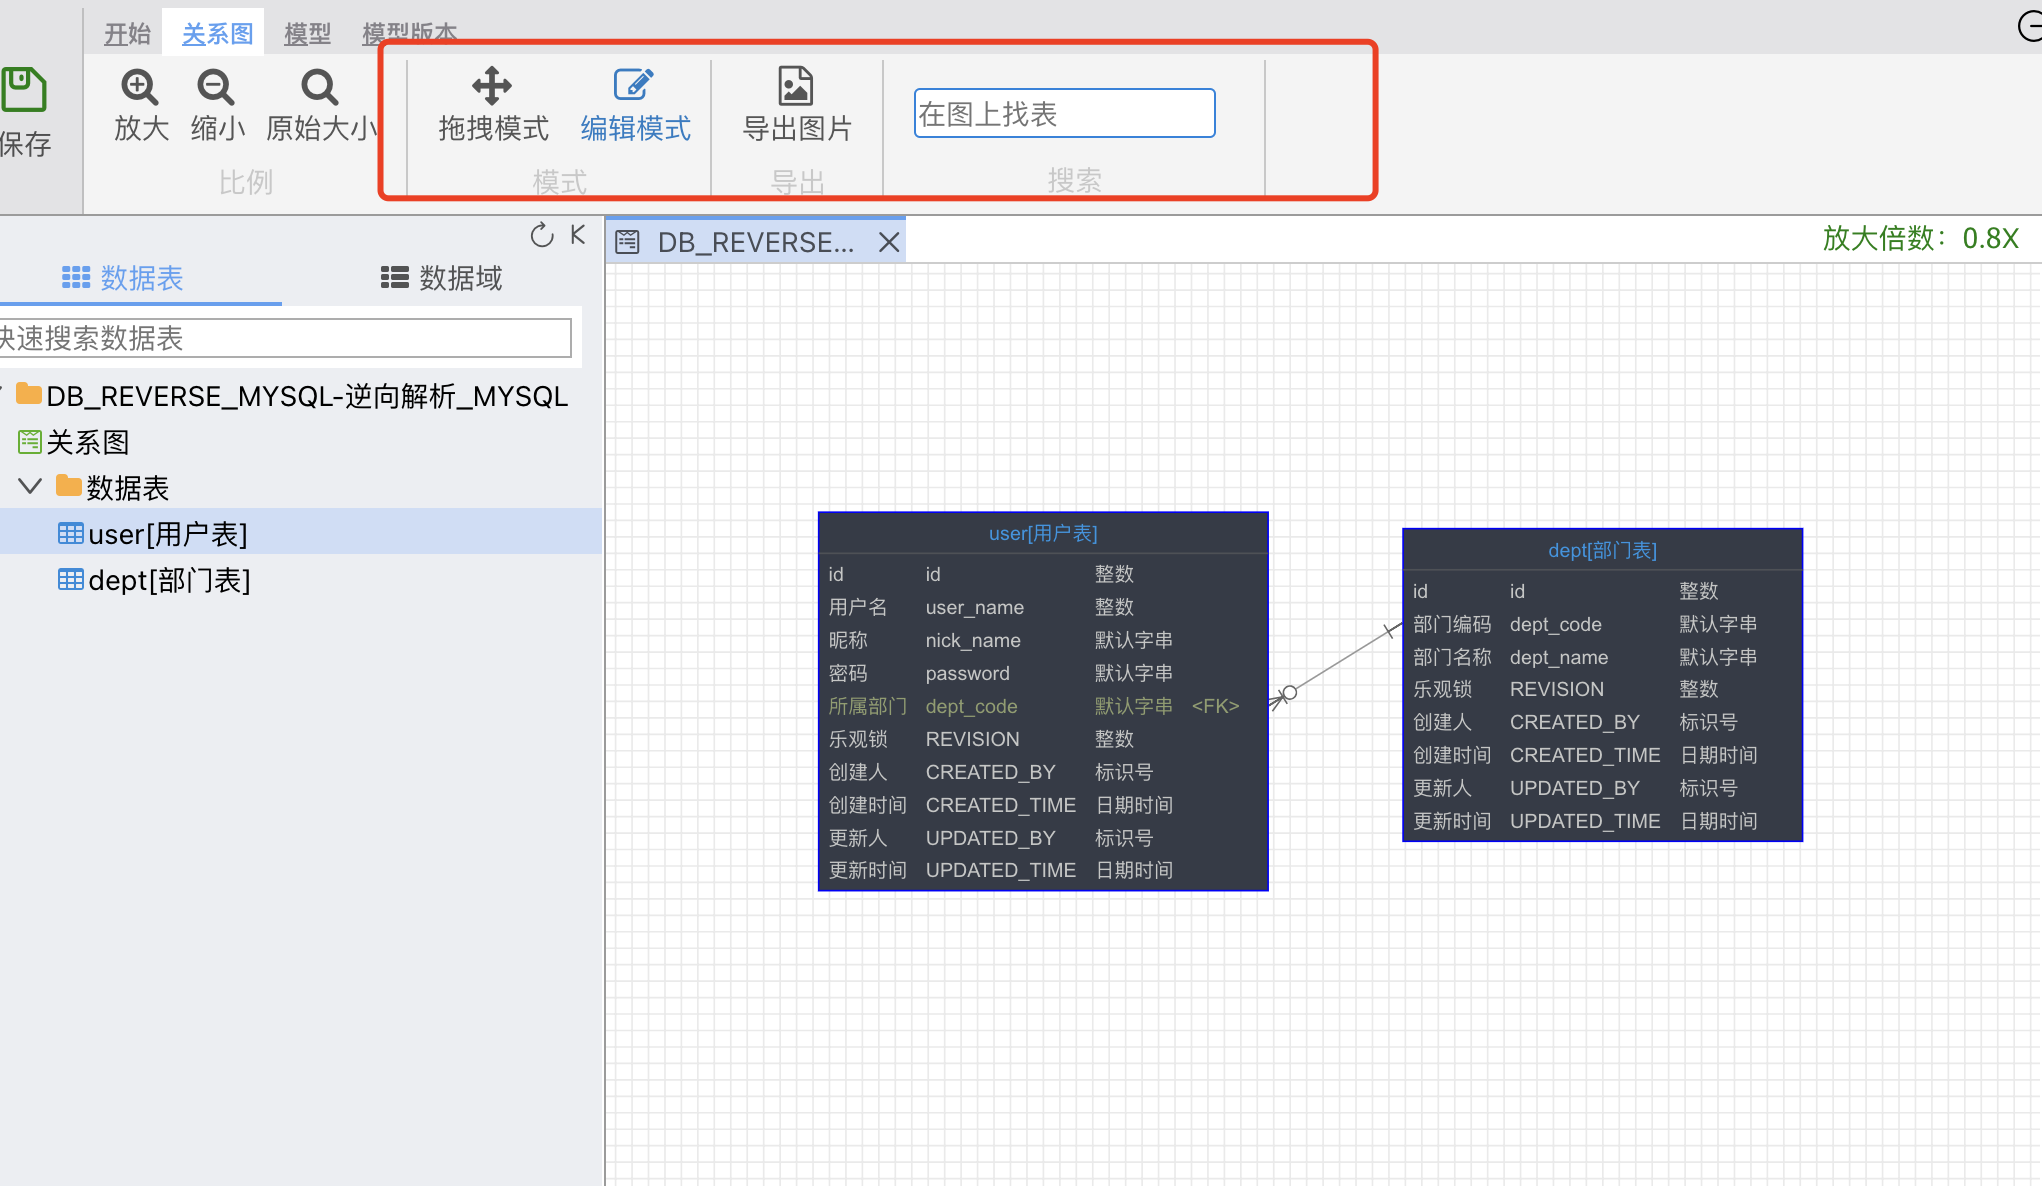 开始 关系图 模型 模型版本
保存
放大 缩小 原始大小 拖拽模式 编辑模式 导出图片 在图上找表
比例 模式 导出 搜索
DB_REVERSE... 放大倍数：0.8X
数据表 数据域
快速搜索数据表
DB_REVERSE_MYSQL-逆向解析_MYSQL
关系图
数据表
user[用户表]
dept[部门表]
user[用户表]
id id 整数
用户名 user_name 整数
昵称 nick_name 默认字串
密码 password 默认字串
所属部门 dept_code 默认字串 <FK>
乐观锁 REVISION 整数
创建人 CREATED_BY 标识号
创建时间 CREATED_TIME 日期时间
更新人 UPDATED_BY 标识号
更新时间 UPDATED_TIME 日期时间
dept[部门表]
id id 整数
部门编码 dept_code 默认字串
部门名称 dept_name 默认字串
乐观锁 REVISION 整数
创建人 CREATED_BY 标识号
创建时间 CREATED_TIME 日期时间
更新人 UPDATED_BY 标识号
更新时间 UPDATED_TIME 日期时间